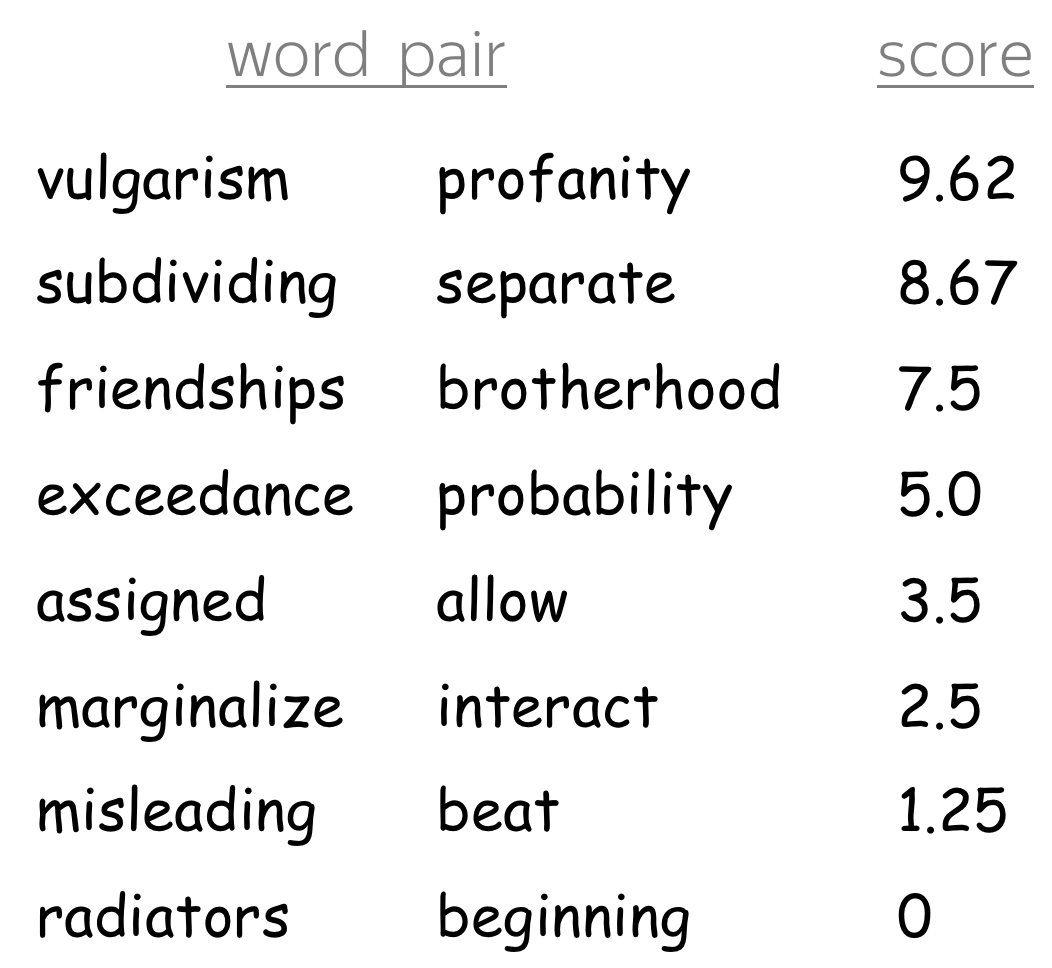 word pair score
vulgarism profanity 9.62
subdividing separate 8.67
friendships brotherhood 7.5
exceedance probability 5.0
assigned allow 3.5
marginalize interact 2.5
misleading beat 1.25
radiators beginning 0